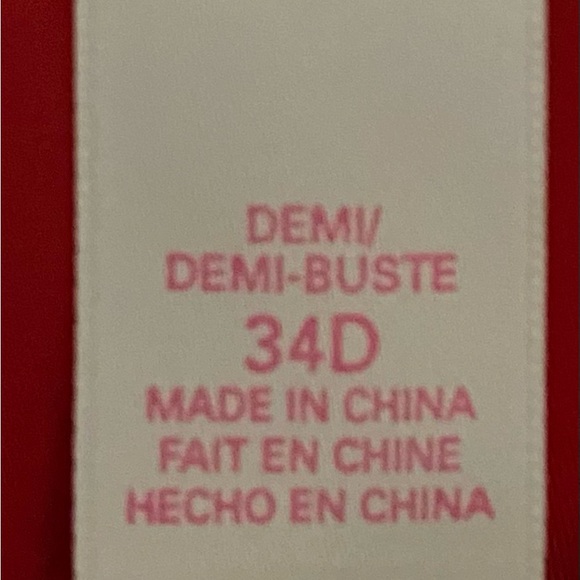 DEMI/
DEMI-BUSTE
34D
MADE IN CHINA
FAIT EN CHINE
HECHO EN CHINA